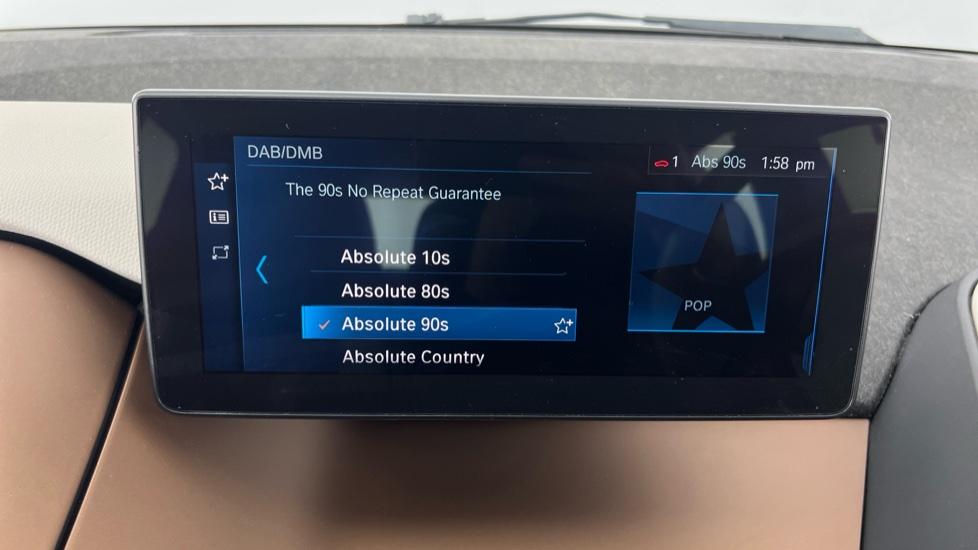 DAB/DMB
1 Abs 90s 1:58 pm
The 90s No Repeat Guarantee
Absolute 10s
Absolute 80s
Absolute 90s
Absolute Country
POP